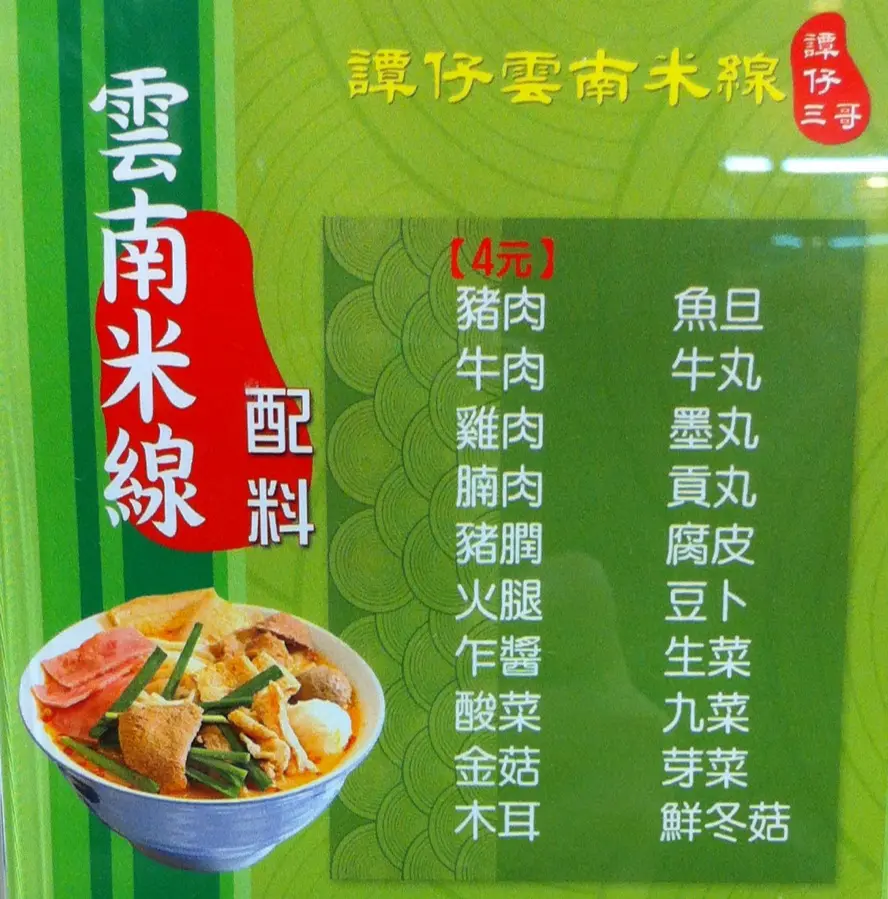 譚仔雲南米線
譚仔
三哥
雲南米線
配料
【4元】
豬肉 魚旦
牛肉 牛丸
雞肉 墨丸
腩肉 貢丸
豬膶 腐皮
火腿 豆卜
乍醬 生菜
酸菜 九菜
金菇 芽菜
木耳 鮮冬菇